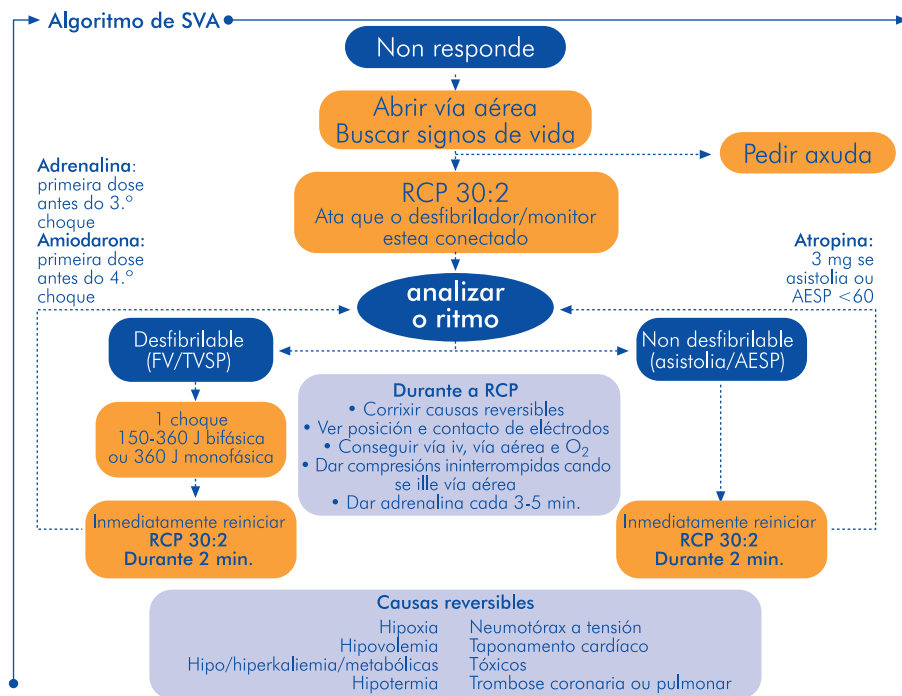 Algoritmo de SVA
Non responde
Abrir vía aérea
Buscar signos de vida
Pedir axuda
RCP 30:2
Ata que o desfibrilador/monitor
estea conectado
Adrenalina:
primeira dose
antes do 3.º
choque
Amiodarona:
primeira dose
antes do 4.º
choque
Atropina:
3 mg se
asistolia ou
AESP <60
analizar
o ritmo
Desfibrilable
(FV/TVSP)
Non desfibrilable
(asistolia/AESP)
1 choque
150-360 J bifásica
ou 360 J monofásica
Durante a RCP
• Corrixir causas reversibles
• Ver posición e contacto de eléctrodos
• Conseguir vía iv, vía aérea e O2
• Dar compresións ininterrompidas cando
se ille vía aérea
• Dar adrenalina cada 3-5 min.
Inmediatamente reiniciar
RCP 30:2
Durante 2 min.
Inmediatamente reiniciar
RCP 30:2
Durante 2 min.
Causas reversibles
Hipoxia Neumotórax a tensión
Hipovolemia Taponamento cardíaco
Hipo/hiperkaliemia/metabólicas Tóxicos
Hipotermia Trombose coronaria ou pulmonar